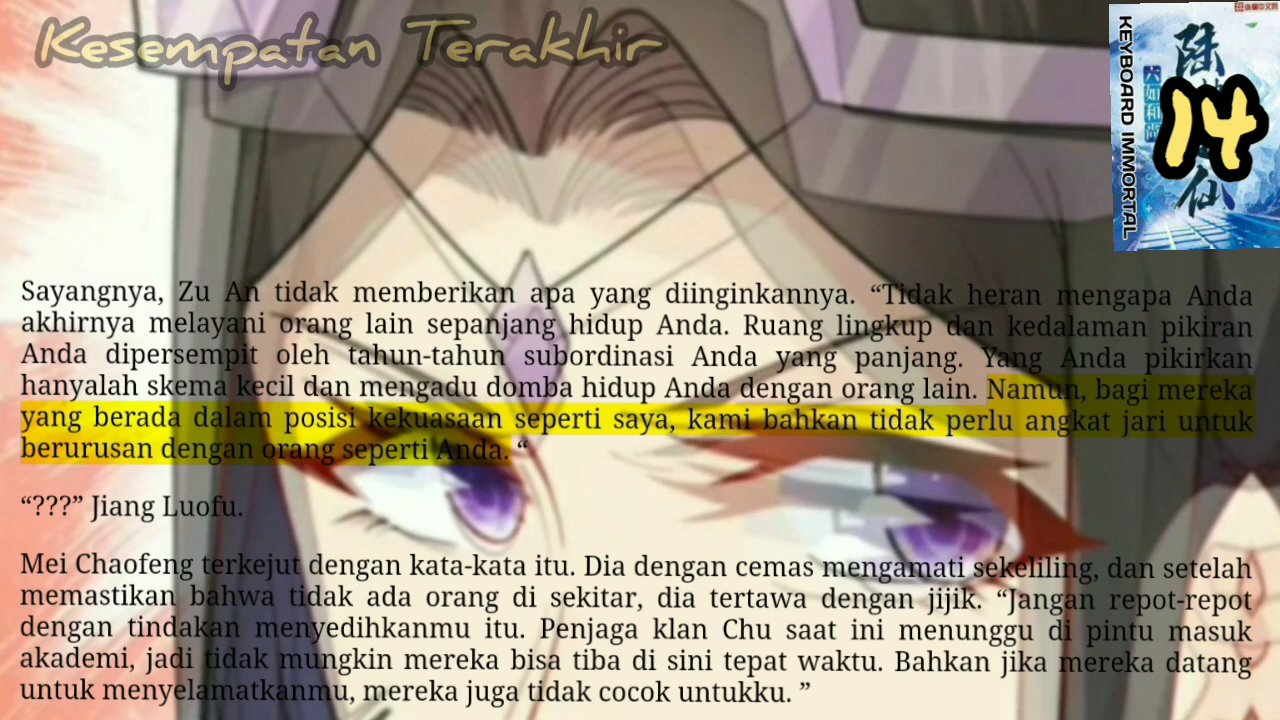 Kesempatan Terakhir
KEYBOARD IMMORTAL
14
Sayangnya, Zu An tidak memberikan apa yang diinginkannya. “Tidak heran mengapa Anda
akhirnya melayani orang lain sepanjang hidup Anda. Ruang lingkup dan kedalaman pikiran
Anda dipersempit oleh tahun-tahun subordinasi Anda yang panjang. Yang Anda pikirkan
hanyalah skema kecil dan mengadu domba hidup Anda dengan orang lain. Namun, bagi mereka
yang berada dalam posisi kekuasaan seperti saya, kami bahkan tidak perlu angkat jari untuk
berurusan dengan orang seperti Anda. “
“???” Jiang Luofu.
Mei Chaofeng terkejut dengan kata-kata itu. Dia dengan cemas mengamati sekeliling, dan setelah
memastikan bahwa tidak ada orang di sekitar, dia tertawa dengan jijik. “Jangan repot-repot
dengan tindakan menyedihkanmu itu. Penjaga klan Chu saat ini menunggu di pintu masuk
akademi, jadi tidak mungkin mereka bisa tiba di sini tepat waktu. Bahkan jika mereka datang
untuk menyelamatkanmu, mereka juga tidak cocok untukku. ”